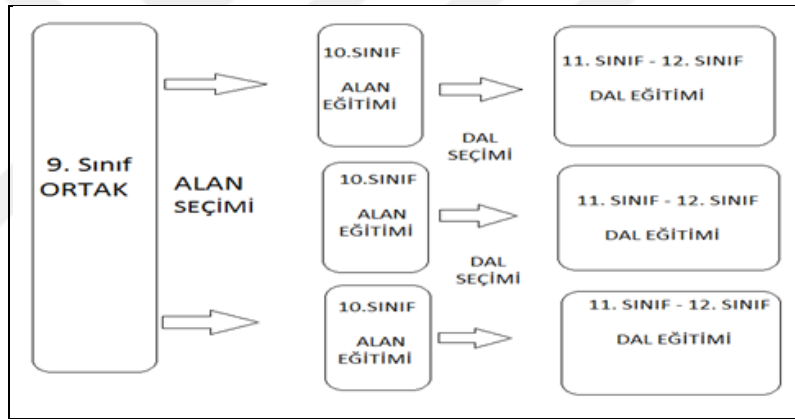 9. Sınıf
ORTAK
ALAN
SEÇİMİ
10.SINIF
ALAN
EĞİTİMİ
DAL
SEÇİMİ
11. SINIF - 12. SINIF
DAL EĞİTİMİ
10.SINIF
ALAN
EĞİTİMİ
DAL
SEÇİMİ
11. SINIF - 12. SINIF
DAL EĞİTİMİ
10.SINIF
ALAN
EĞİTİMİ
11. SINIF - 12. SINIF
DAL EĞİTİMİ